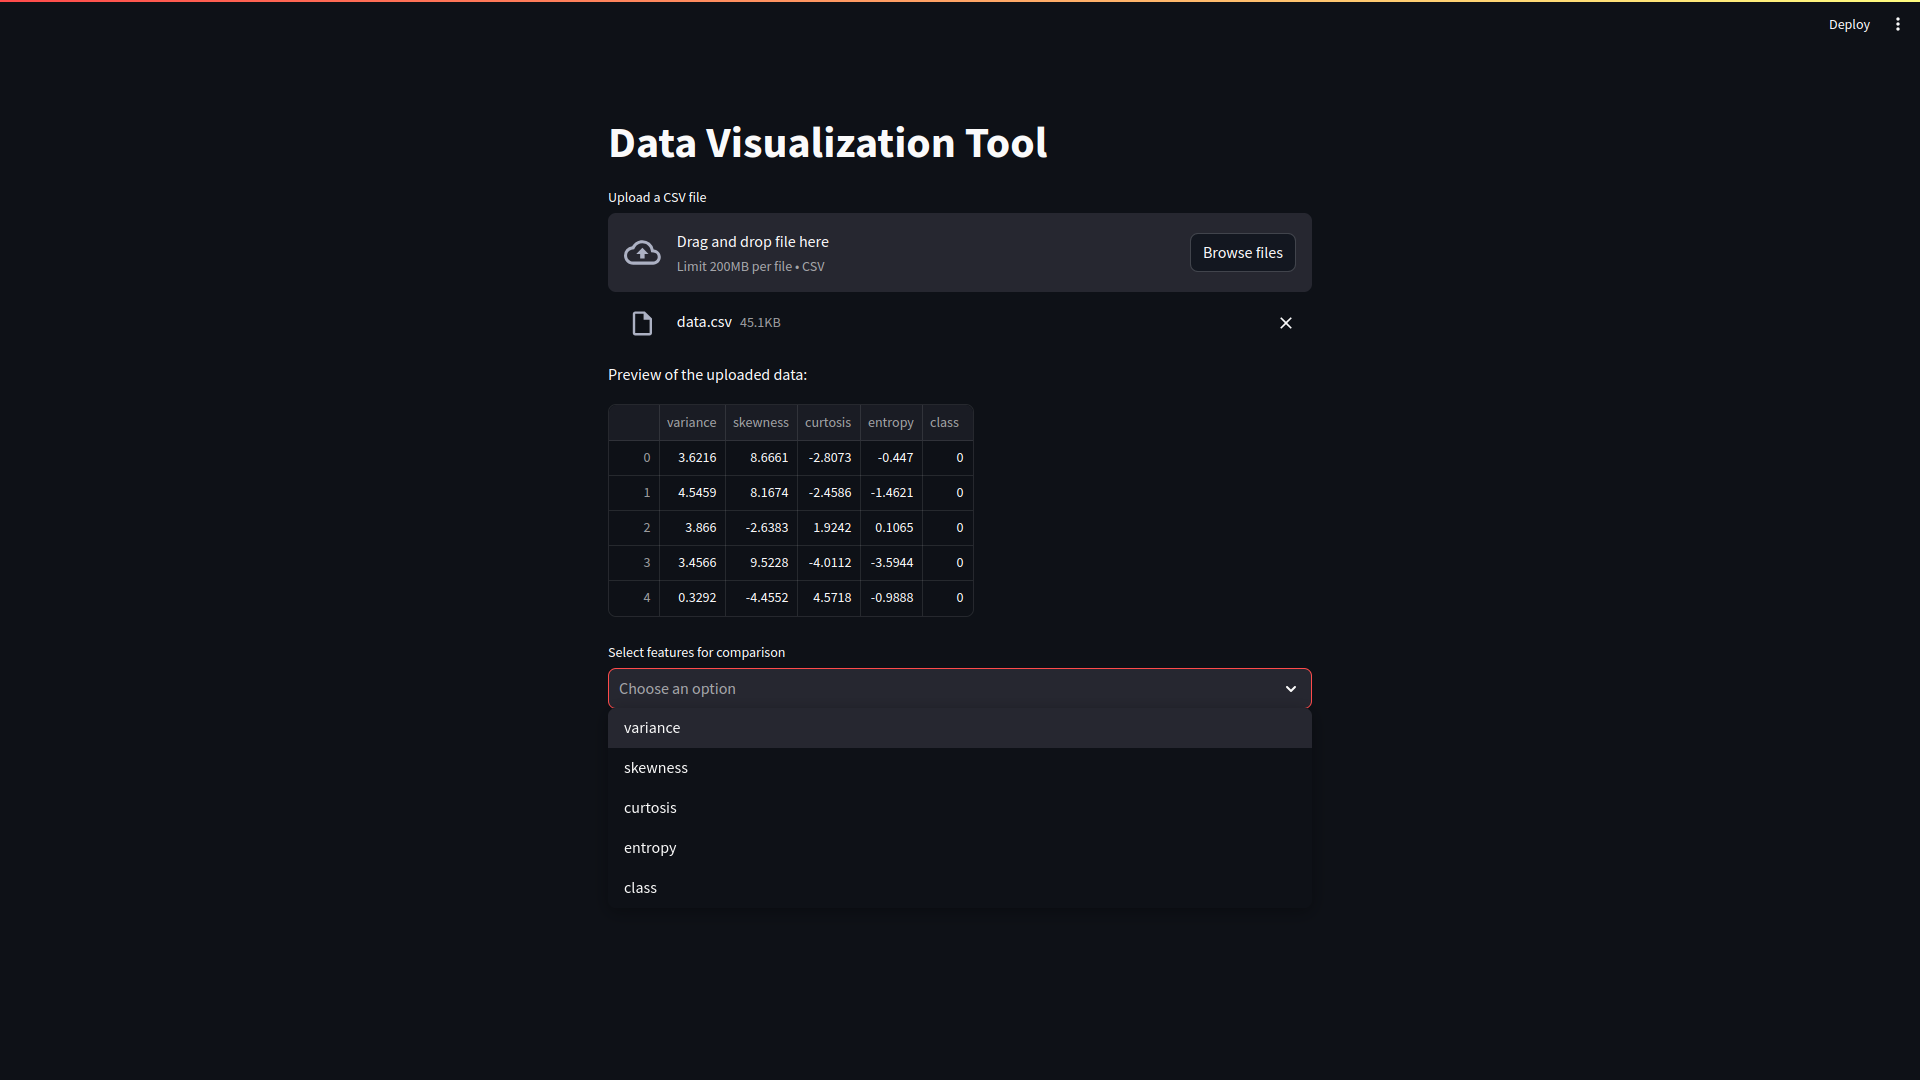 Deploy
Data Visualization Tool
Upload a CSV file
Drag and drop file here
Limit 200MB per file • CSV
Browse files
data.csv 45.1KB
Preview of the uploaded data:
variance skewness curtosis entropy class
0 3.6216 8.6661 -2.8073 -0.447 0
1 4.5459 8.1674 -2.4586 -1.4621 0
2 3.866 -2.6383 1.9242 0.1065 0
3 3.4566 9.5228 -4.0112 -3.5944 0
4 0.3292 -4.4552 4.5718 -0.9888 0
Select features for comparison
Choose an option
variance
skewness
curtosis
entropy
class